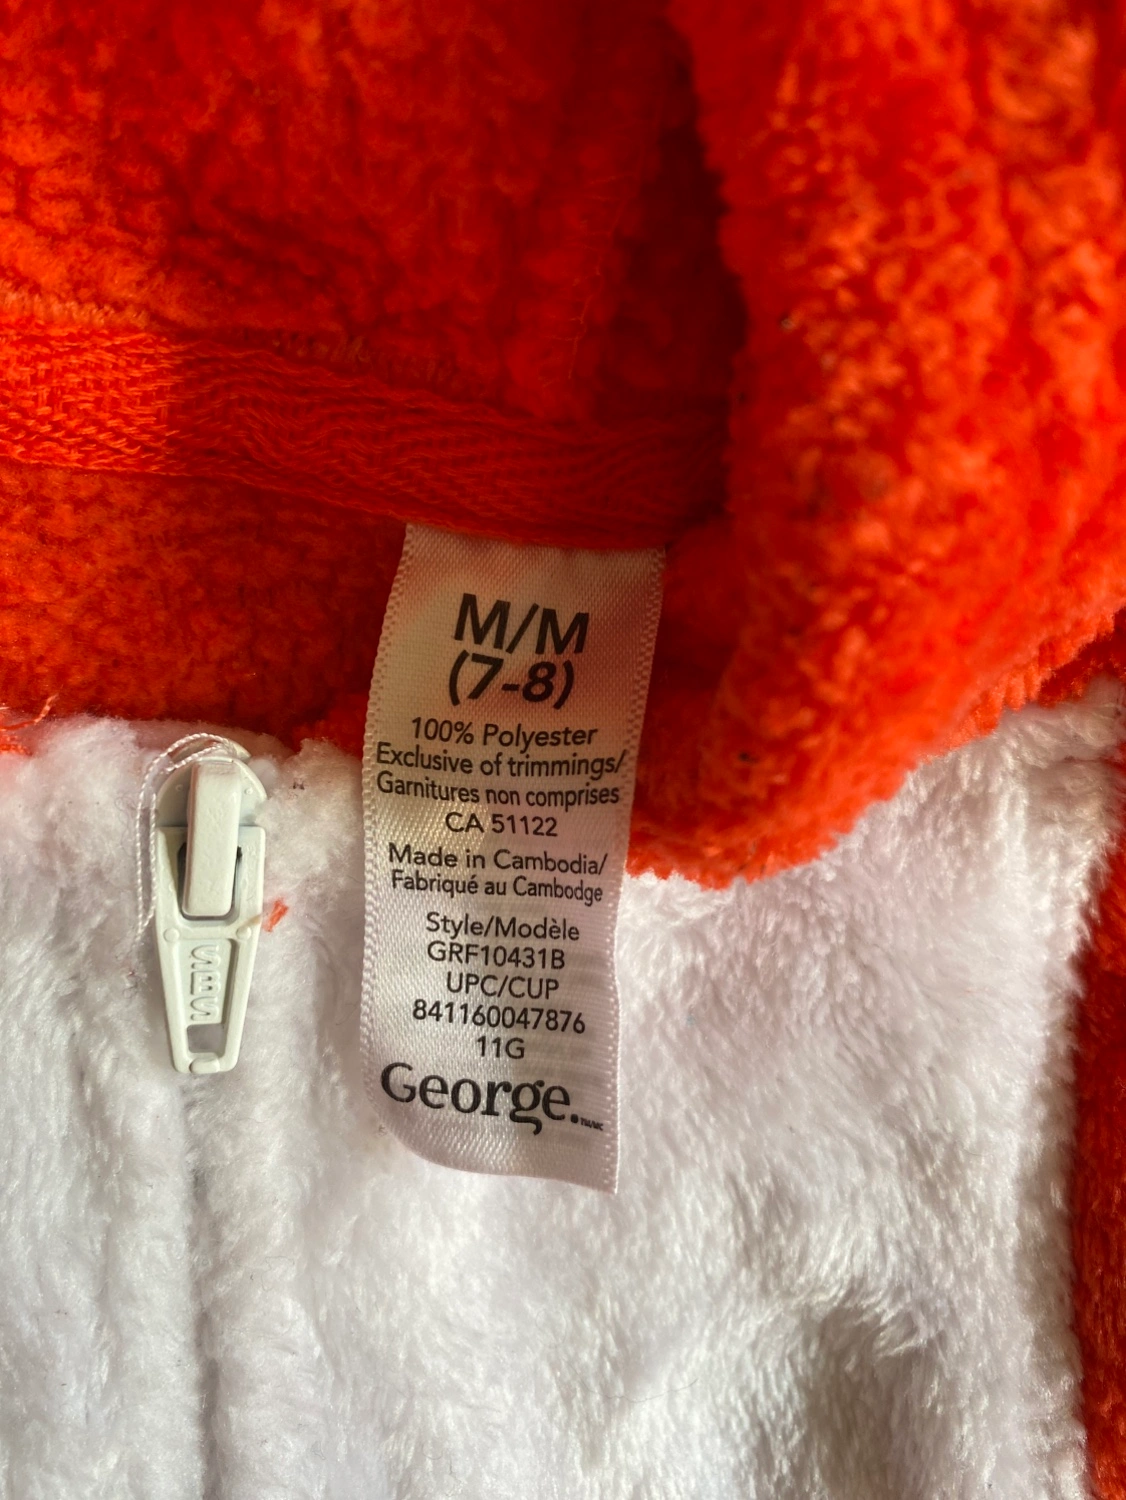 M/M
(7-8)
100% Polyester
Exclusive of trimmings/
Garnitures non comprises
CA 51122
Made in Cambodia/
Fabriqué au Cambodge
Style/Modèle
GRF10431B
UPC/CUP
841160047876
11G
George.
SBS